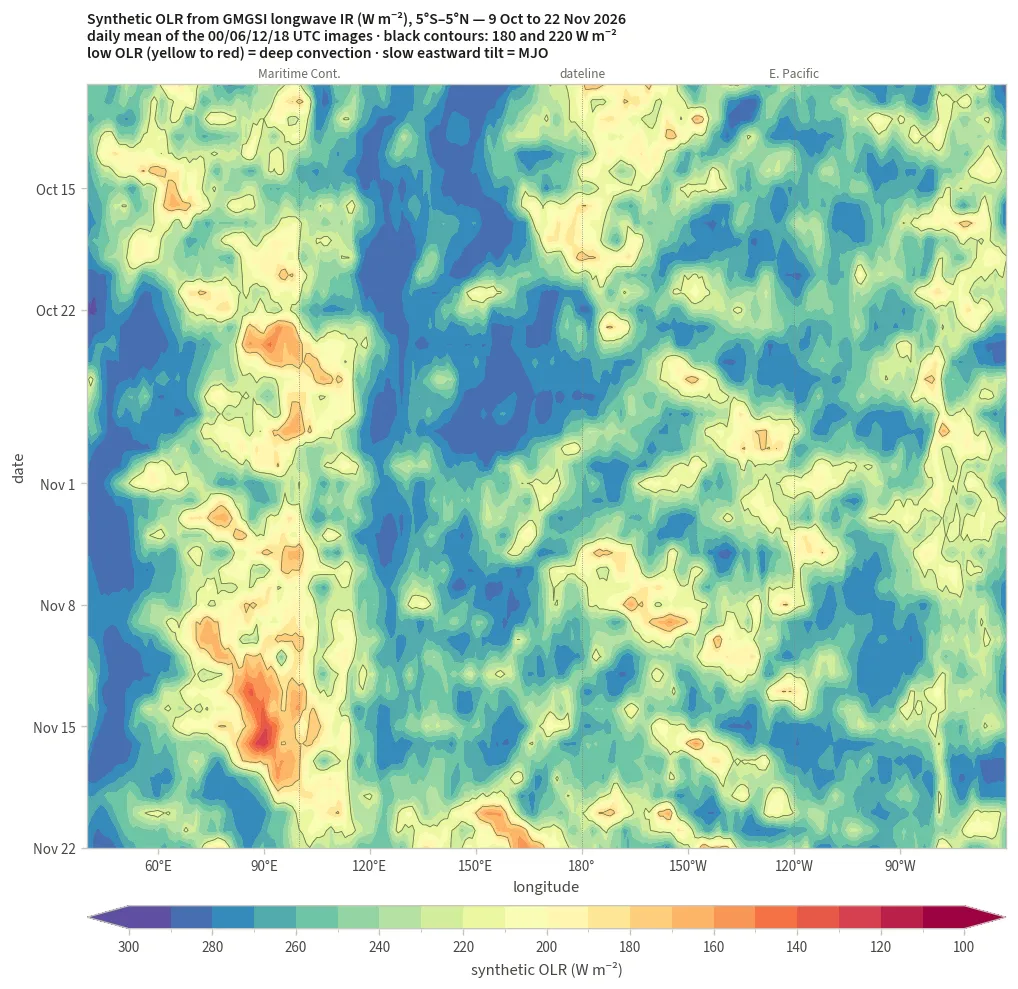 Synthetic OLR from GMGSI longwave IR (W m⁻²), 5°S–5°N — 9 Oct to 22 Nov 2026
daily mean of the 00/06/12/18 UTC images · black contours: 180 and 220 W m⁻²
low OLR (yellow to red) = deep convection · slow eastward tilt = MJO
Maritime Cont. dateline E. Pacific
Oct 15
Oct 22
Nov 1
Nov 8
Nov 15
Nov 22
date
60°E 90°E 120°E 150°E 180° 150°W 120°W 90°W
longitude
300 280 260 240 220 200 180 160 140 120 100
synthetic OLR (W m⁻²)